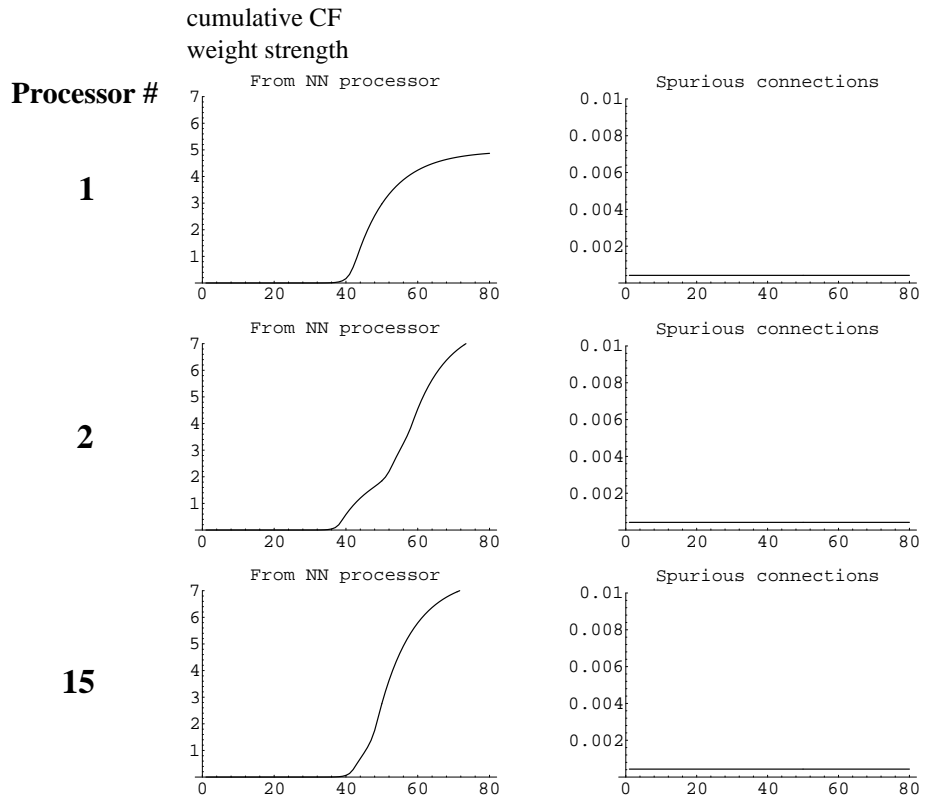 cumulative CF
weight strength
Processor #
From NN processor
7
6
5
4
3
2
1
0 20 40 60 80
Spurious connections
0.01
0.008
0.006
0.004
0.002
0 20 40 60 80
1
From NN processor
7
6
5
4
3
2
1
0 20 40 60 80
Spurious connections
0.01
0.008
0.006
0.004
0.002
0 20 40 60 80
2
From NN processor
7
6
5
4
3
2
1
0 20 40 60 80
Spurious connections
0.01
0.008
0.006
0.004
0.002
0 20 40 60 80
15